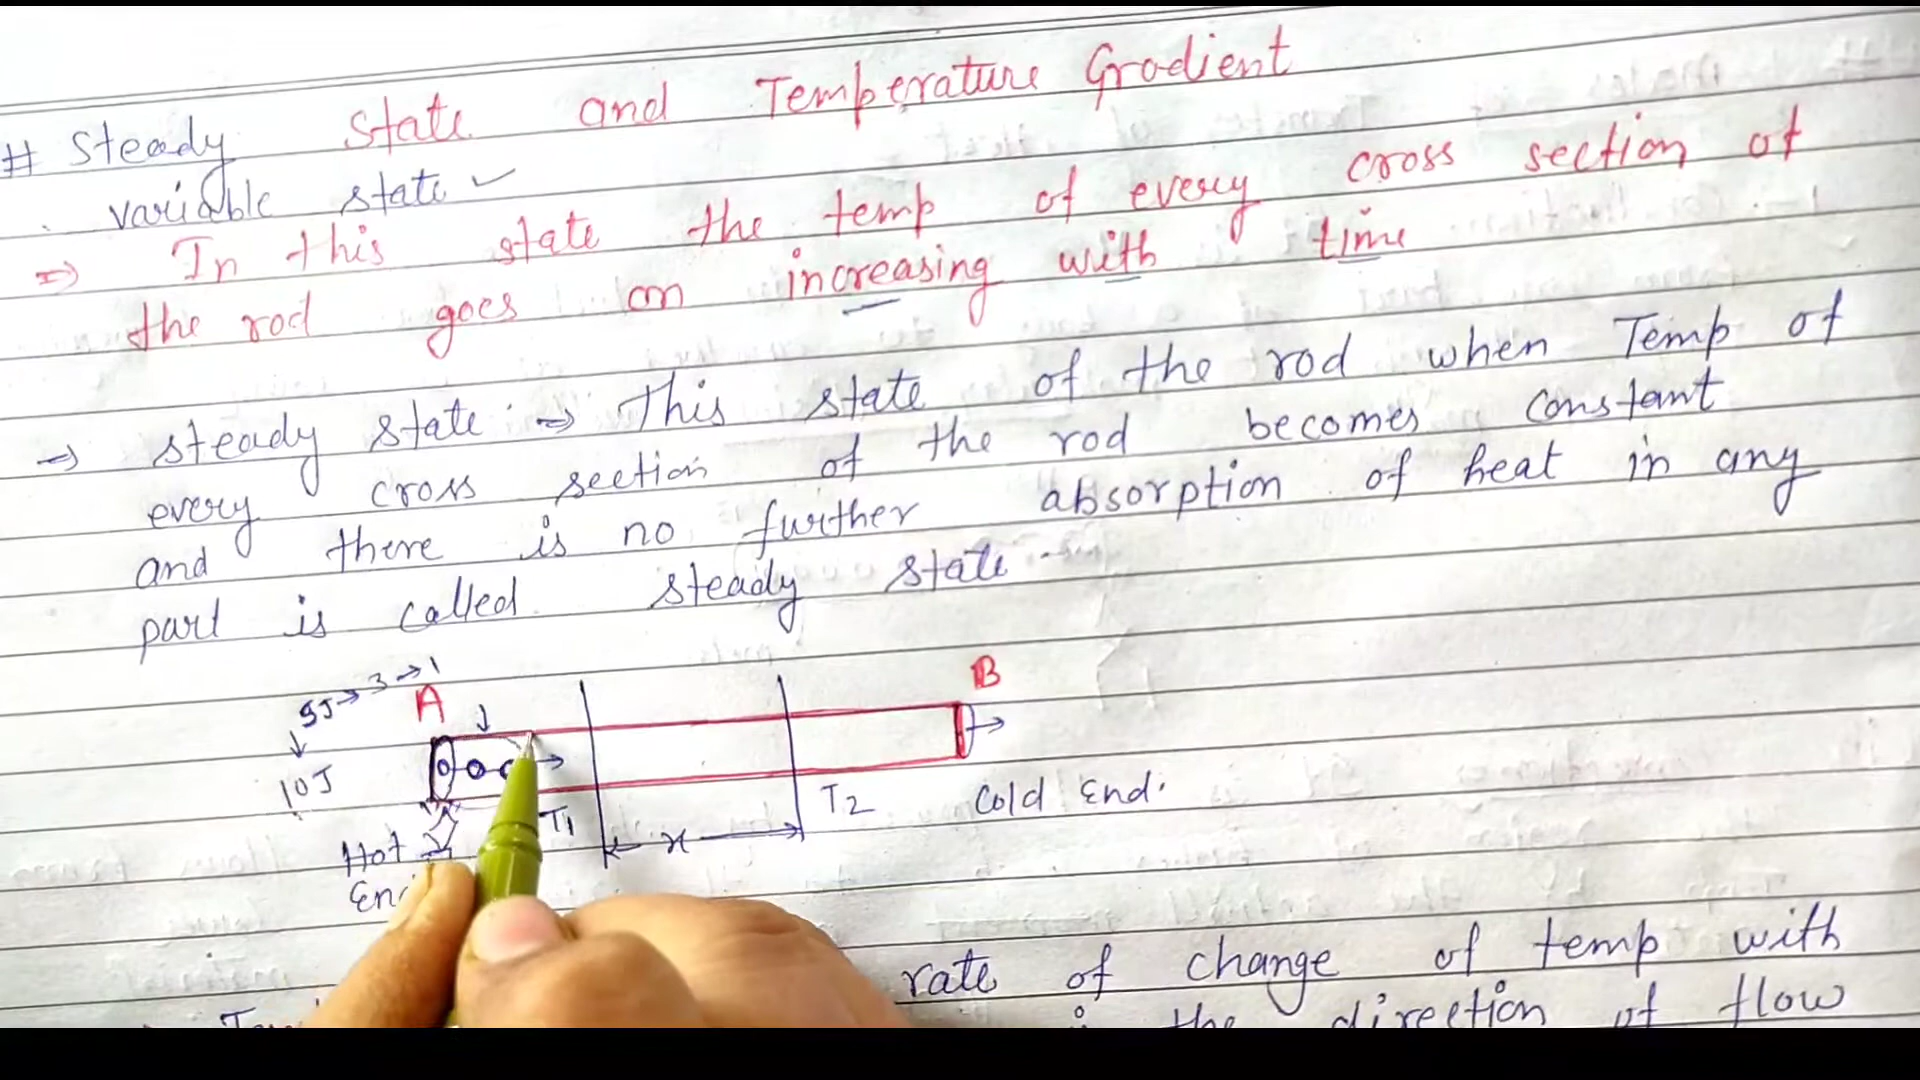 # Steady State and Temperature Gradient
variable state ✓
⇒ In this state the temp of every cross section of
the rod goes on increasing with time
→ steady state :→ This state of the rod when Temp of
every cross section of the rod becomes constant
and there is no further absorption of heat in any
part is called steady state
5J → 3 → 1
A
B
10J
T1
x
T2
Cold End.
Hot
En
rate of change of temp with
the direction of flow